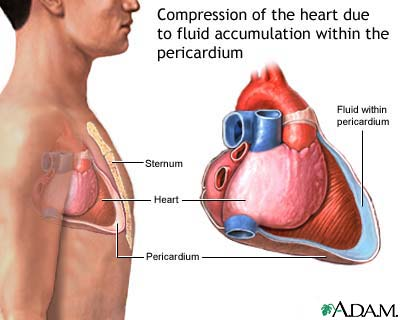 Compression of the heart due
to fluid accumulation within the
pericardium
Fluid within
pericardium
Sternum
Heart
Pericardium
A.D.A.M.